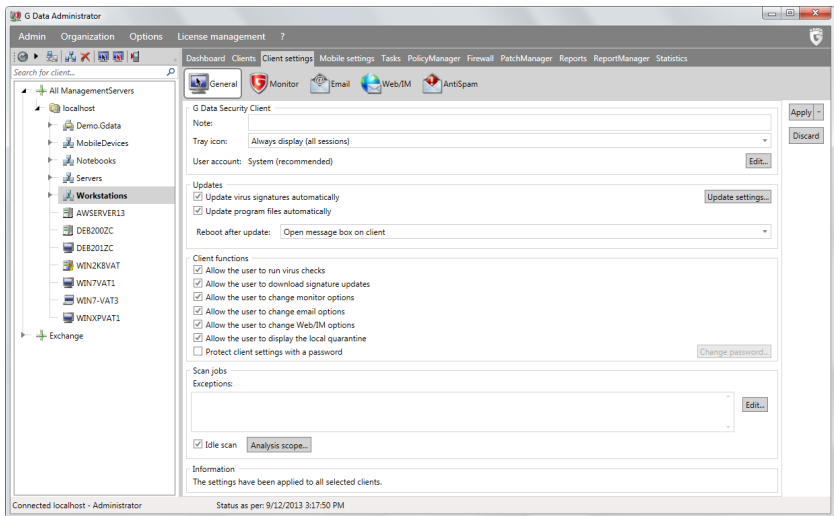 G Data Administrator
Admin Organization Options License management ?
Search for client...
All ManagementServers
localhost
Demo.Gdata
MobileDevices
Notebooks
Servers
Workstations
AWSERVER13
DEB200ZC
DEB201ZC
WIN2K8VAT
WIN7VAT1
WIN7-VAT3
WINXPVAT1
Exchange
Dashboard Clients Client settings Mobile settings Tasks PolicyManager Firewall PatchManager Reports ReportManager Statistics
General Monitor Email Web/IM AntiSpam
G Data Security Client
Note:
Tray icon: Always display (all sessions)
User account: System (recommended) Edit...
Updates
Update virus signatures automatically Update settings...
Update program files automatically
Reboot after update: Open message box on client
Client functions
Allow the user to run virus checks
Allow the user to download signature updates
Allow the user to change monitor options
Allow the user to change email options
Allow the user to change Web/IM options
Allow the user to display the local quarantine
Protect client settings with a password Change password...
Scan jobs
Exceptions:
Edit...
Idle scan Analysis scope...
Information
The settings have been applied to all selected clients.
Apply
Discard
Connected localhost - Administrator Status as per: 9/12/2013 3:17:50 PM